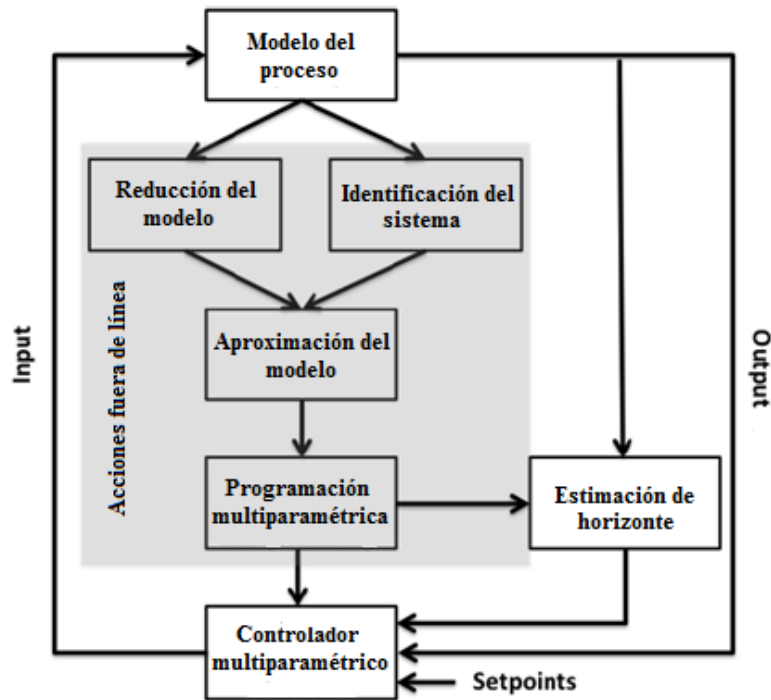 Modelo del
proceso
Reducción del
modelo
Identificación del
sistema
Aproximación del
modelo
Acciones fuera de línea
Input
Output
Programación
multiparamétrica
Estimación de
horizonte
Controlador
multiparamétrico
Setpoints